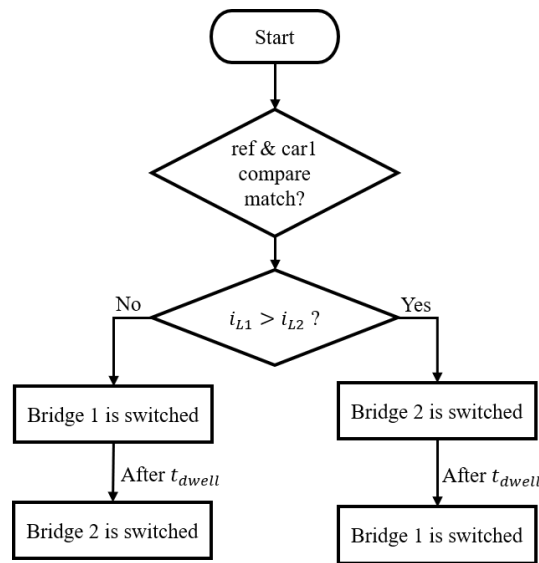 Start
ref & car1
compare
match?
No
Yes
i_{L1} > i_{L2} ?
Bridge 1 is switched
Bridge 2 is switched
After t_{dwell}
After t_{dwell}
Bridge 2 is switched
Bridge 1 is switched